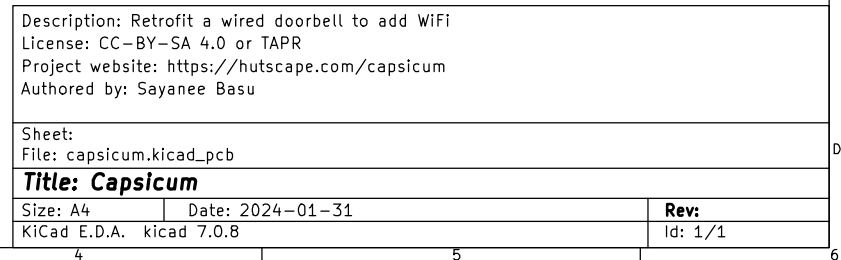 Description: Retrofit a wired doorbell to add WiFi
License: CC-BY-SA 4.0 or TAPR
Project website: https://hutscape.com/capsicum
Authored by: Sayanee Basu
Sheet:
File: capsicum.kicad_pcb
D
Title: Capsicum
Size: A4 Date: 2024-01-31 Rev:
KiCad E.D.A. kicad 7.0.8 Id: 1/1
4 5 6